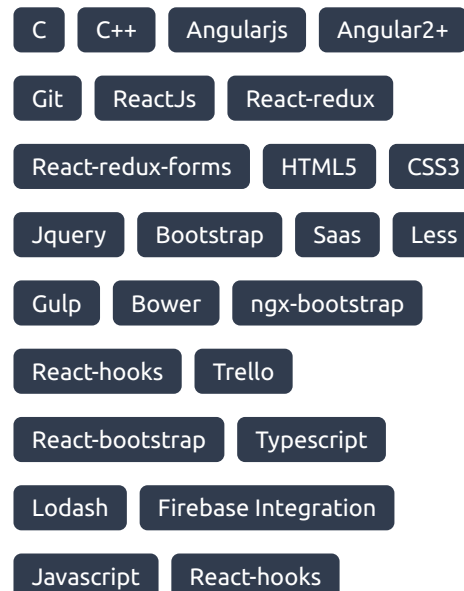 C C++ Angularjs Angular2+
Git ReactJs React-redux
React-redux-forms HTML5 CSS3
Jquery Bootstrap Saas Less
Gulp Bower ngx-bootstrap
React-hooks Trello
React-bootstrap Typescript
Lodash Firebase Integration
Javascript React-hooks